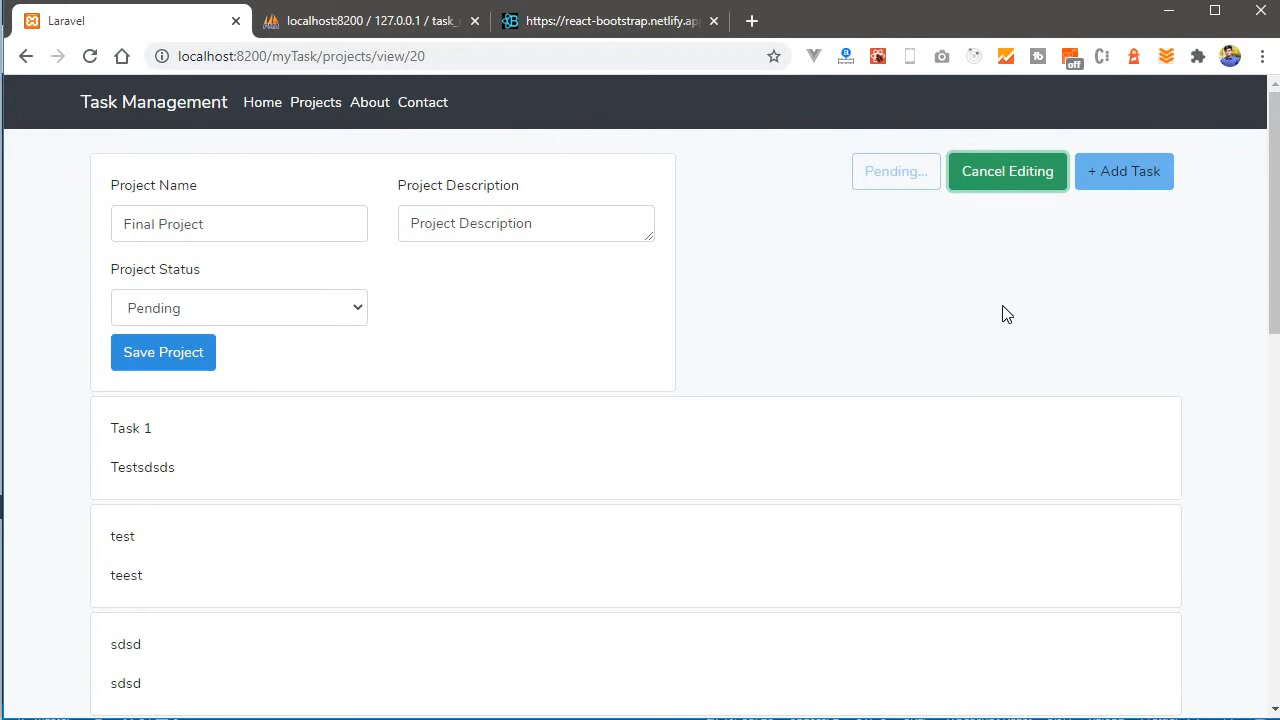 Laravel
localhost:8200 / 127.0.0.1 / task_
https://react-bootstrap.netlify.ap
localhost:8200/myTask/projects/view/20
off
Task Management Home Projects About Contact
Project Name
Project Description
Pending...
Cancel Editing
+ Add Task
Final Project
Project Description
Project Status
Pending
Save Project
Task 1
Testsdsds
test
teest
sdsd
sdsd